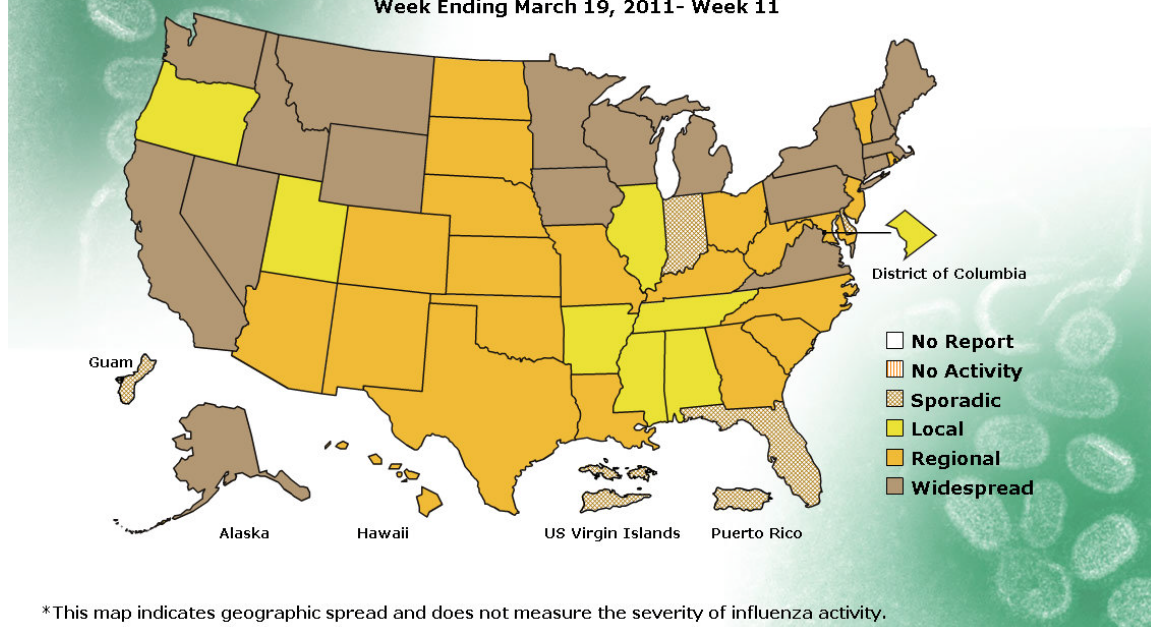 Week Ending March 19, 2011- Week 11
District of Columbia
Guam
No Report
No Activity
Sporadic
Local
Regional
Widespread
Alaska
Hawaii
US Virgin Islands
Puerto Rico
*This map indicates geographic spread and does not measure the severity of influenza activity.